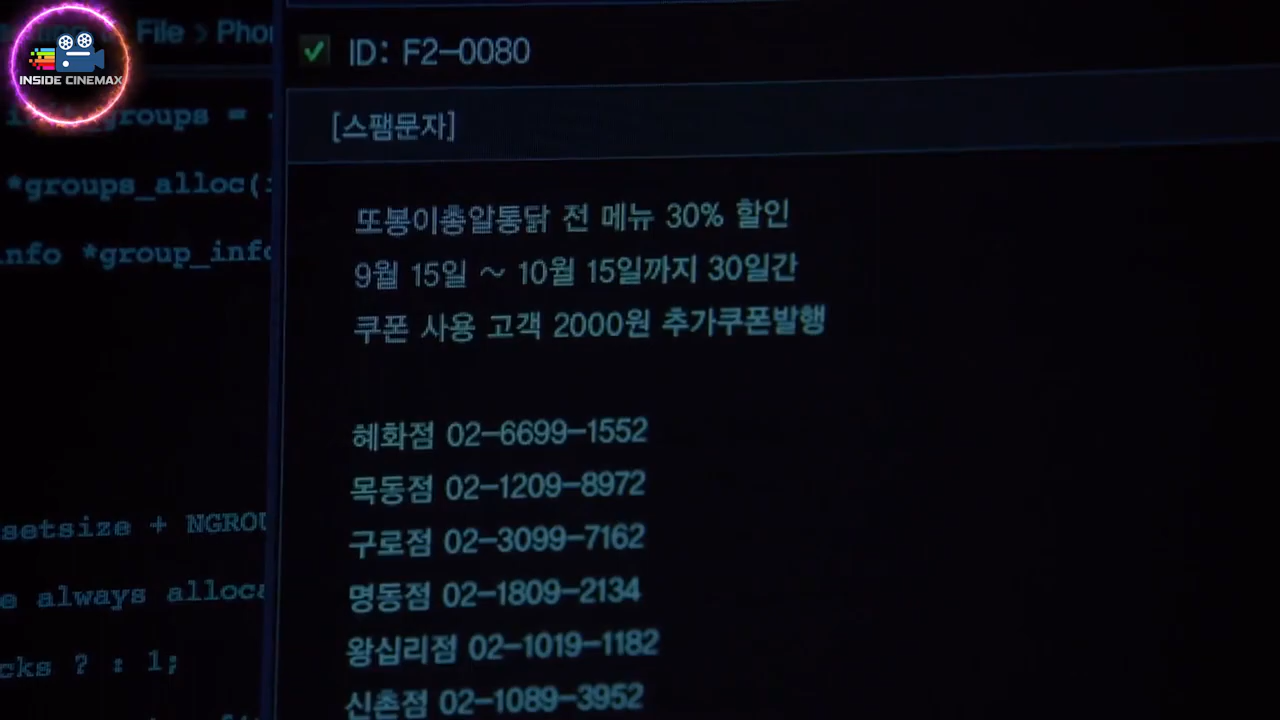 INSIDE CINEMAX
File > Phon
ID: F2-0080
[스팸문자]
또봉이총알통닭 전 메뉴 30% 할인
9월 15일 ~ 10월 15일까지 30일간
쿠폰 사용 고객 2000원 추가쿠폰발행
혜화점 02-6699-1552
목동점 02-1209-8972
구로점 02-3099-7162
명동점 02-1809-2134
왕십리점 02-1019-1182
신촌점 02-1089-3952
_groups = -
*groups_alloc(
info *group_info
setsize + NGROU
e always alloca
cks ? : 1;